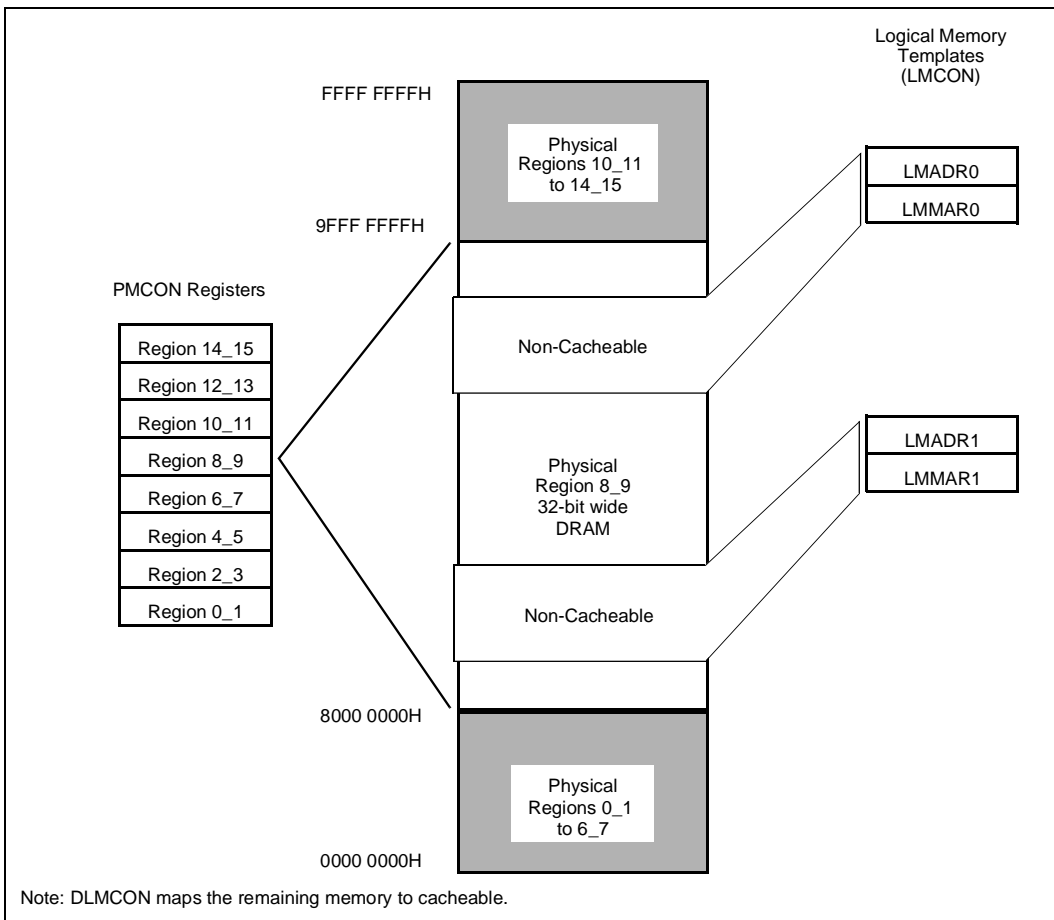 Logical Memory
Templates
(LMCON)
FFFF FFFFH
Physical
Regions 10_11
to 14_15
LMADR0
LMMAR0
9FFF FFFFH
PMCON Registers
Region 14_15
Region 12_13
Region 10_11
Region 8_9
Region 6_7
Region 4_5
Region 2_3
Region 0_1
Non-Cacheable
Physical
Region 8_9
32-bit wide
DRAM
LMADR1
LMMAR1
Non-Cacheable
8000 0000H
Physical
Regions 0_1
to 6_7
0000 0000H
Note: DLMCON maps the remaining memory to cacheable.